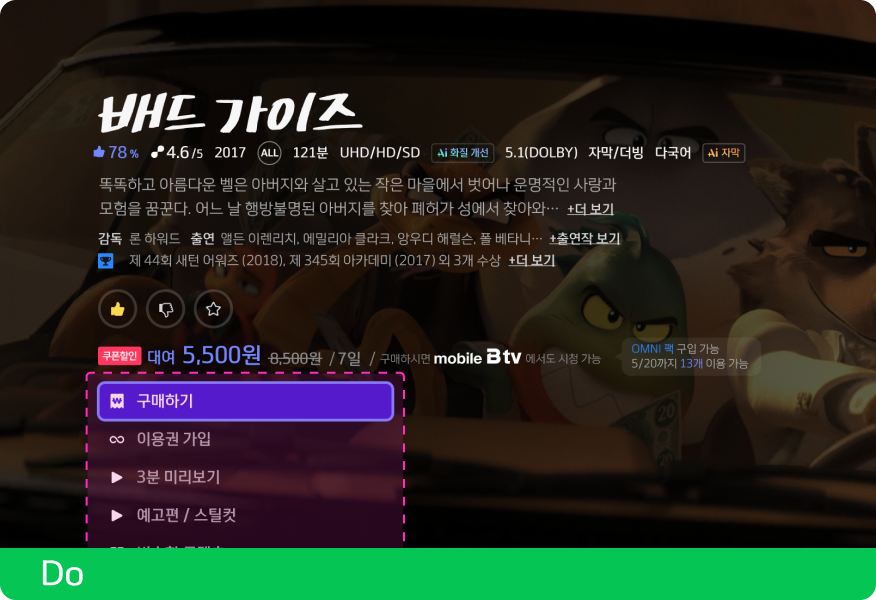 배드 가이즈
78% 4.6/5 2017 ALL 121분 UHD/HD/SD Ai 화질 개선 5.1(DOLBY) 자막/더빙 다국어 Ai 자막
똑똑하고 아름다운 벨은 아버지와 살고 있는 작은 마을에서 벗어나 운명적인 사랑과
모험을 꿈꾼다. 어느 날 행방불명된 아버지를 찾아 폐허가 성에서 찾아와… +더 보기
감독 론 하워드 출연 앨든 이렌리치, 에밀리아 클라크, 앙우디 해럴슨, 폴 베타니… +출연작 보기
제 44회 새턴 어워즈 (2018), 제 345회 아카데미 (2017) 외 3개 수상 +더 보기
쿠폰할인 대여 5,500원 8,500원 /7일 / 구매하시면 mobile B tv 에서도 시청 가능
OMNI 팩 구입 가능
5/20까지 13개 이용 가능
구매하기
이용권 가입
3분 미리보기
예고편 / 스틸컷
Do